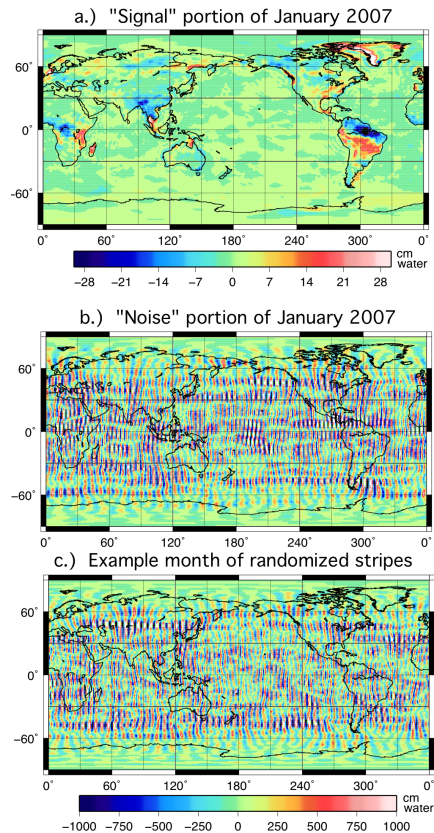 a.) "Signal" portion of January 2007
60°
0°
−60°
0° 60° 120° 180° 240° 300° 0°
cm
water
−28 −21 −14 −7 0 7 14 21 28
b.) "Noise" portion of January 2007
60°
0°
−60°
0° 60° 120° 180° 240° 300° 0°
c.) Example month of randomized stripes
60°
0°
−60°
0° 60° 120° 180° 240° 300° 0°
cm
water
−1000 −750 −500 −250 0 250 500 750 1000